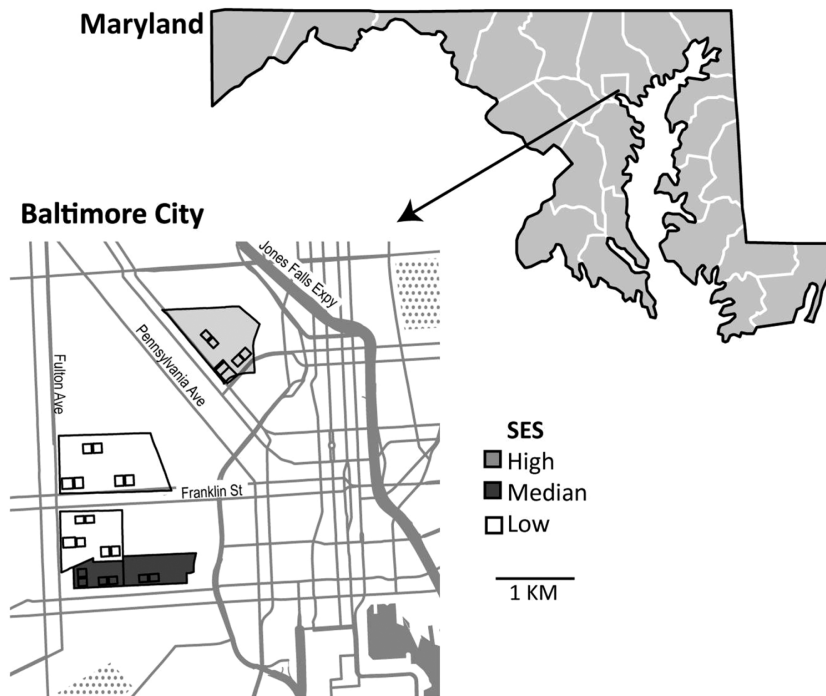 Maryland
Baltimore City
Jones Falls Expy
Pennsylvania Ave
Fulton Ave
Franklin St
SES
High
Median
Low
1 KM